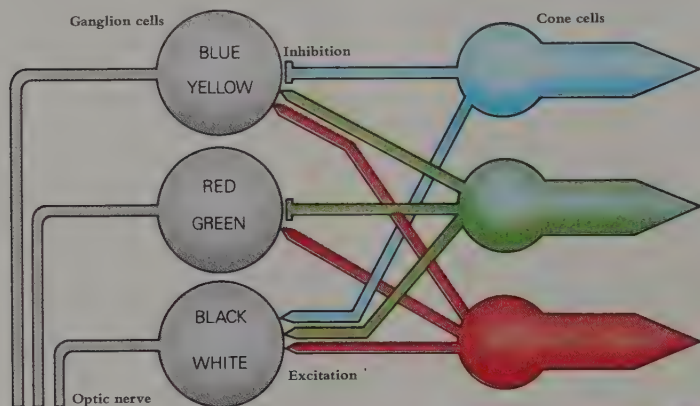 Ganglion cells
Cone cells
BLUE
YELLOW
Inhibition
RED
GREEN
BLACK
WHITE
Excitation
Optic nerve